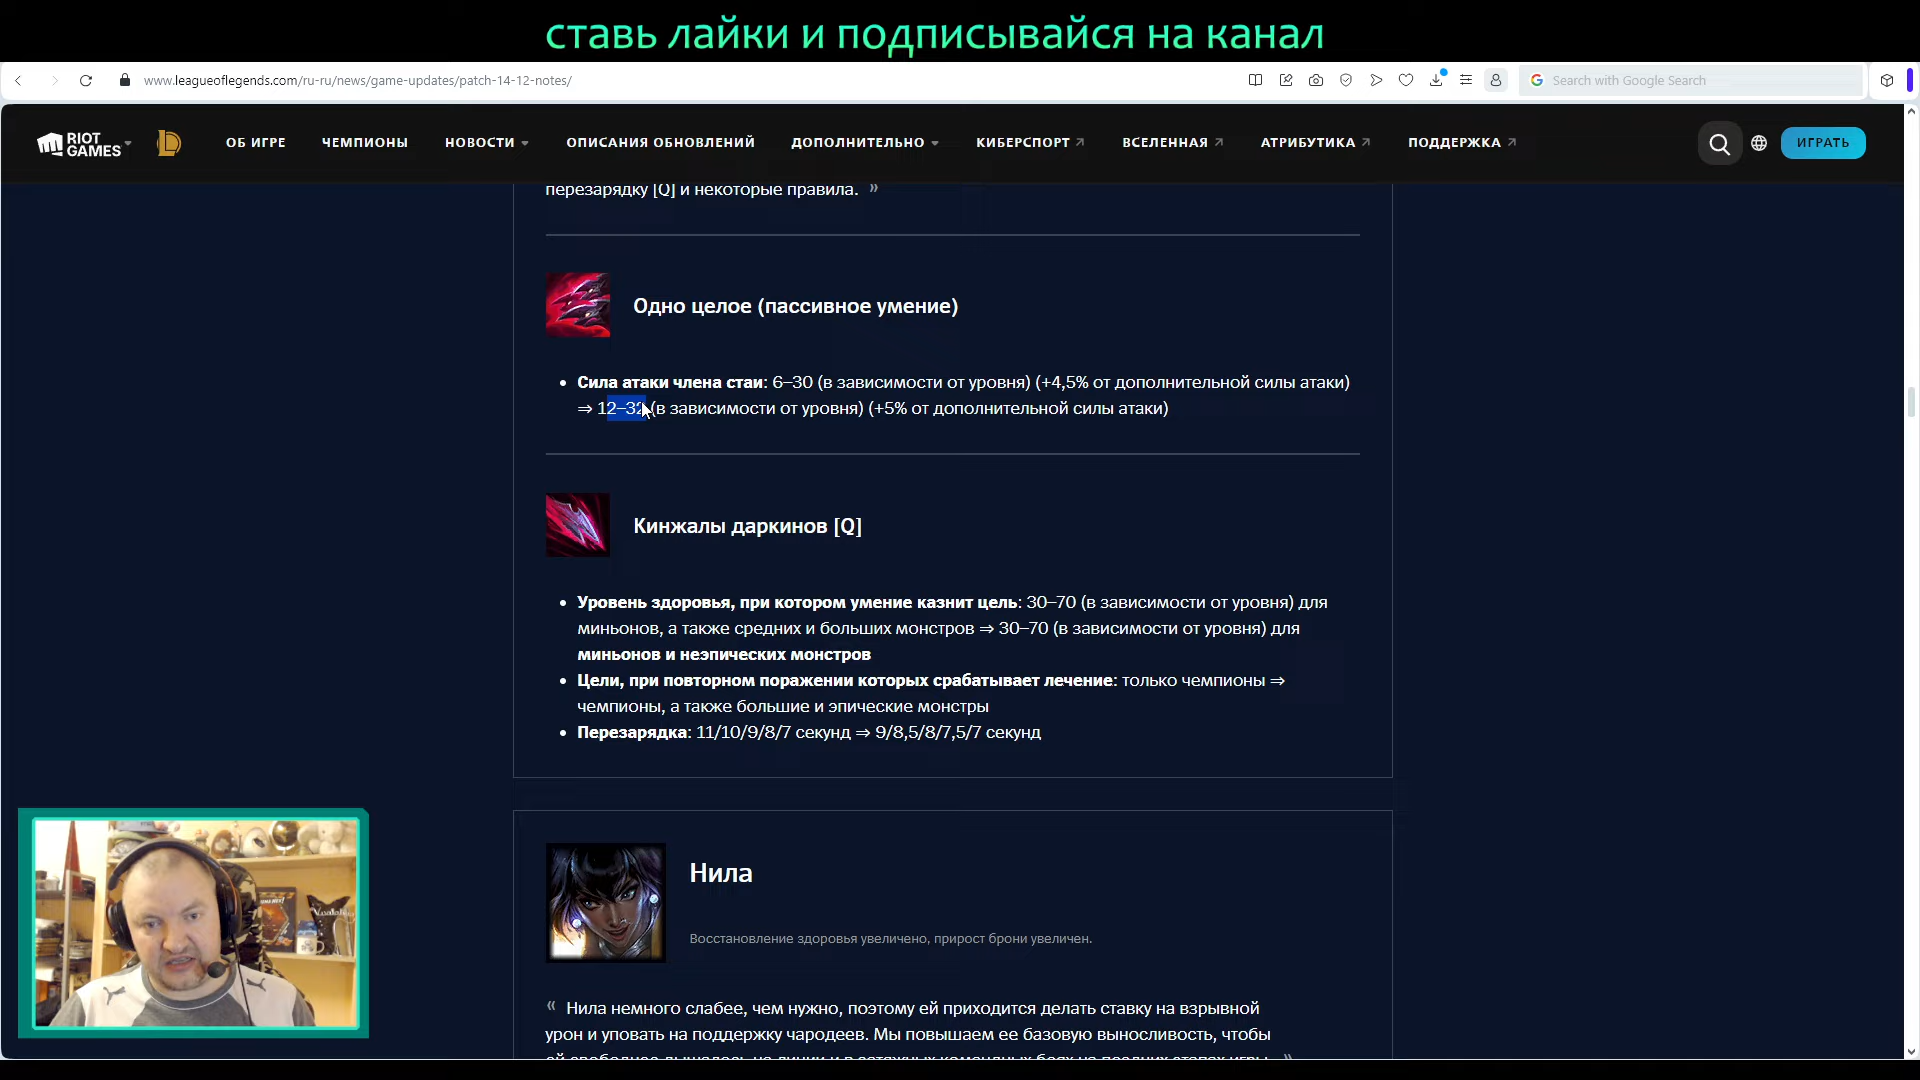 ставь лайки и подписывайся на канал
www.leagueoflegends.com/ru-ru/news/game-updates/patch-14-12-notes/
Search with Google Search
RIOT GAMES
ОБ ИГРЕ
ЧЕМПИОНЫ
НОВОСТИ
ОПИСАНИЯ ОБНОВЛЕНИЙ
ДОПОЛНИТЕЛЬНО
КИБЕРСПОРТ
ВСЕЛЕННАЯ
АТРИБУТИКА
ПОДДЕРЖКА
ИГРАТЬ
перезарядку [Q] и некоторые правила. »
Одно целое (пассивное умение)
• Сила атаки члена стаи: 6–30 (в зависимости от уровня) (+4,5% от дополнительной силы атаки)
⇒ 12–32 (в зависимости от уровня) (+5% от дополнительной силы атаки)
Кинжалы даркинов [Q]
• Уровень здоровья, при котором умение казнит цель: 30–70 (в зависимости от уровня) для
миньонов, а также средних и больших монстров ⇒ 30–70 (в зависимости от уровня) для
миньонов и неэпических монстров
• Цели, при повторном поражении которых срабатывает лечение: только чемпионы ⇒
чемпионы, а также большие и эпические монстры
• Перезарядка: 11/10/9/8/7 секунд ⇒ 9/8,5/8/7,5/7 секунд
Нила
Восстановление здоровья увеличено, прирост брони увеличен.
« Нила немного слабее, чем нужно, поэтому ей приходится делать ставку на взрывной
урон и уповать на поддержку чародеев. Мы повышаем ее базовую выносливость, чтобы